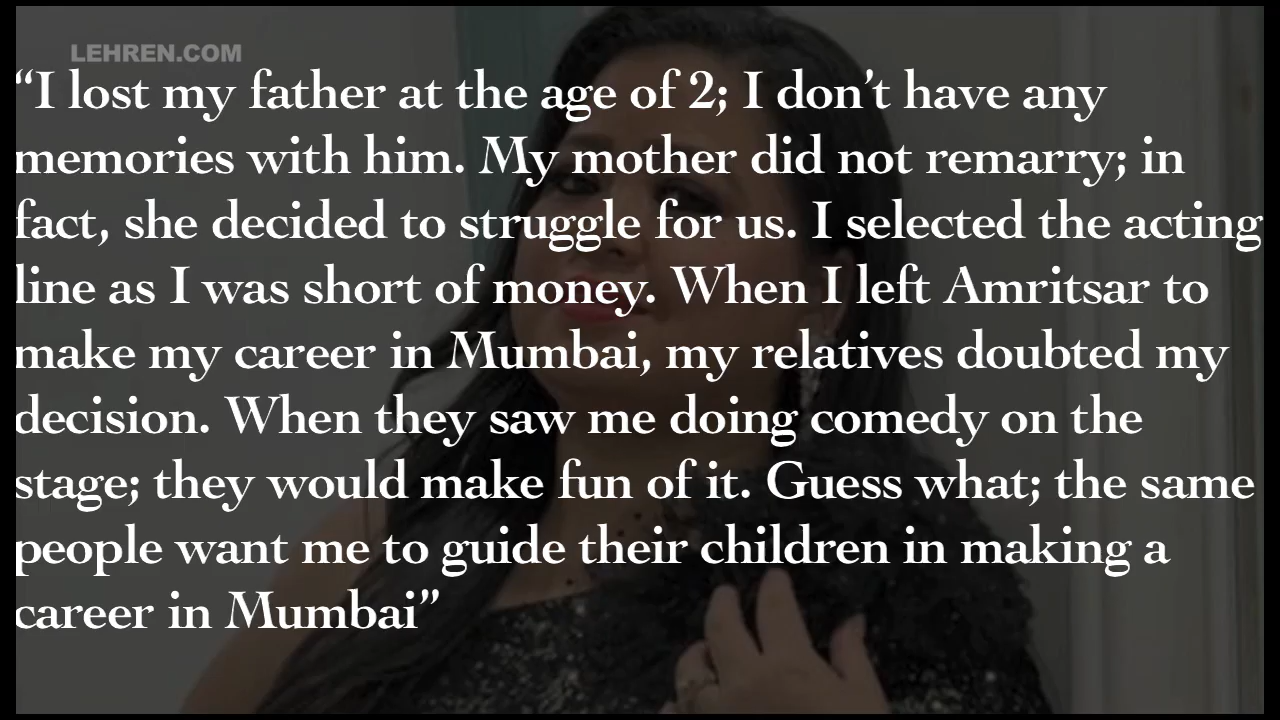 LEHREN.COM
“I lost my father at the age of 2; I don’t have any
memories with him. My mother did not remarry; in
fact, she decided to struggle for us. I selected the acting
line as I was short of money. When I left Amritsar to
make my career in Mumbai, my relatives doubted my
decision. When they saw me doing comedy on the
stage; they would make fun of it. Guess what; the same
people want me to guide their children in making a
career in Mumbai”